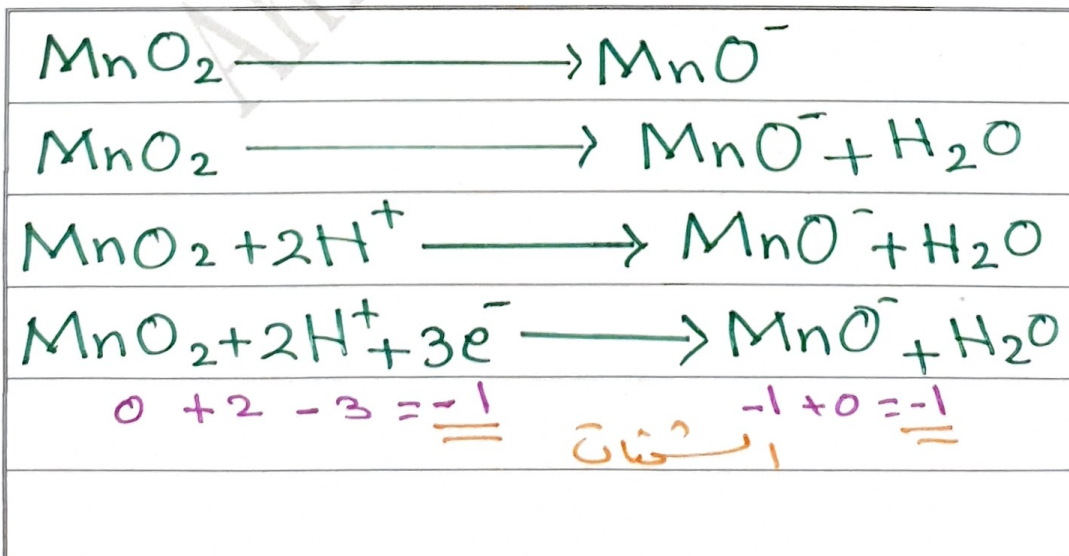 MnO₂ ⟶ MnO⁻
MnO₂ ⟶ MnO⁻ + H₂O
MnO₂ + 2H⁺ ⟶ MnO⁻ + H₂O
MnO₂ + 2H⁺ + 3e⁻ ⟶ MnO⁻ + H₂O
0 + 2 - 3 = -1 -1 + 0 = -1
الشحنات